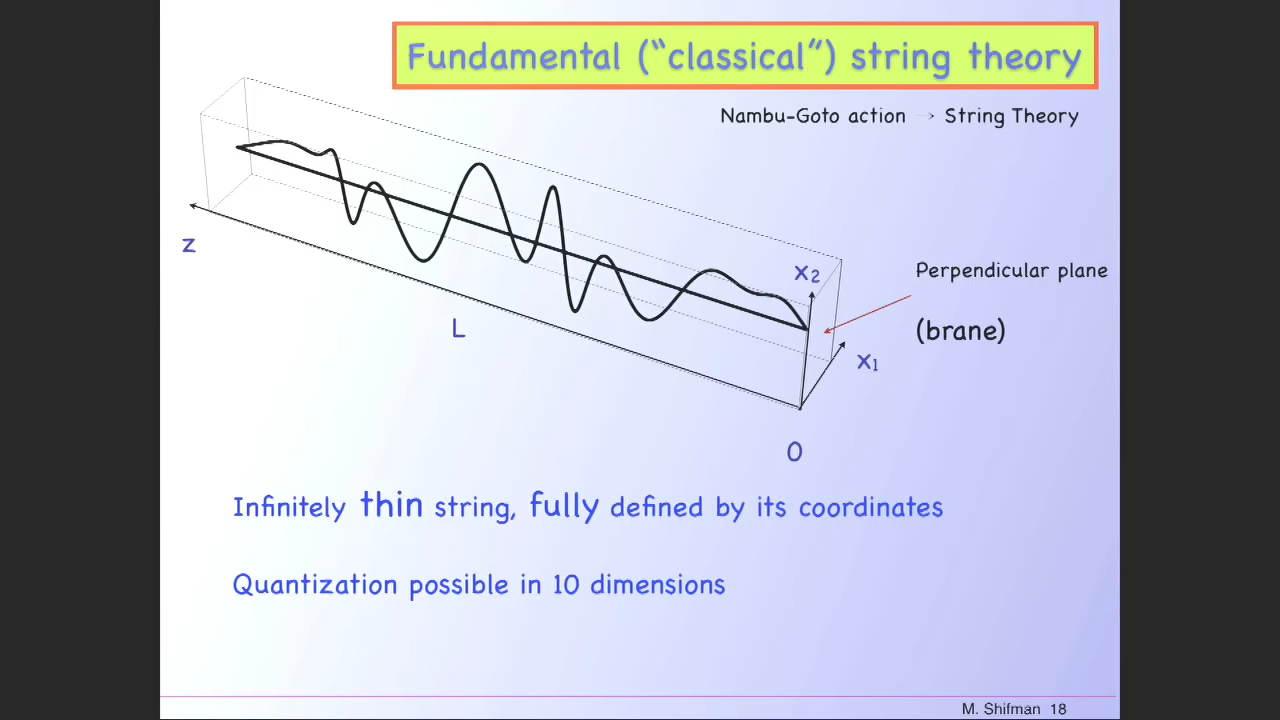 Fundamental (“classical”) string theory
Nambu-Goto action → String Theory
z
L
x₂
Perpendicular plane
(brane)
x₁
0
Infinitely thin string, fully defined by its coordinates
Quantization possible in 10 dimensions
M. Shifman 18